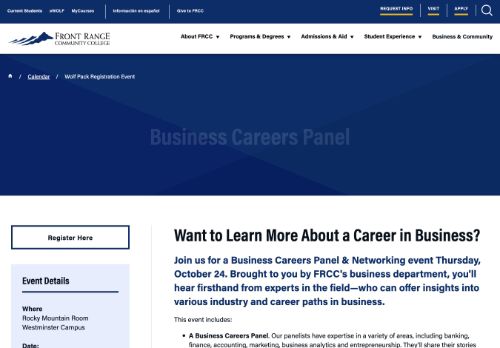 Current Students eWOLF MyCourses Información en español Give to FRCC REQUEST INFO VISIT APPLY
FRONT RANGE
COMMUNITY COLLEGE
About FRCC Programs & Degrees Admissions & Aid Student Experience Business & Community
/ Calendar / Wolf Pack Registration Event
Business Careers Panel
Register Here
Event Details
Where
Rocky Mountain Room
Westminster Campus
Date:
Want to Learn More About a Career in Business?
Join us for a Business Careers Panel & Networking event Thursday,
October 24. Brought to you by FRCC's business department, you'll
hear firsthand from experts in the field—who can offer insights into
various industry and career paths in business.
This event includes:
• A Business Careers Panel. Our panelists have expertise in a variety of areas, including banking,
finance, accounting, marketing, business analytics and entrepreneurship. They'll share their stories